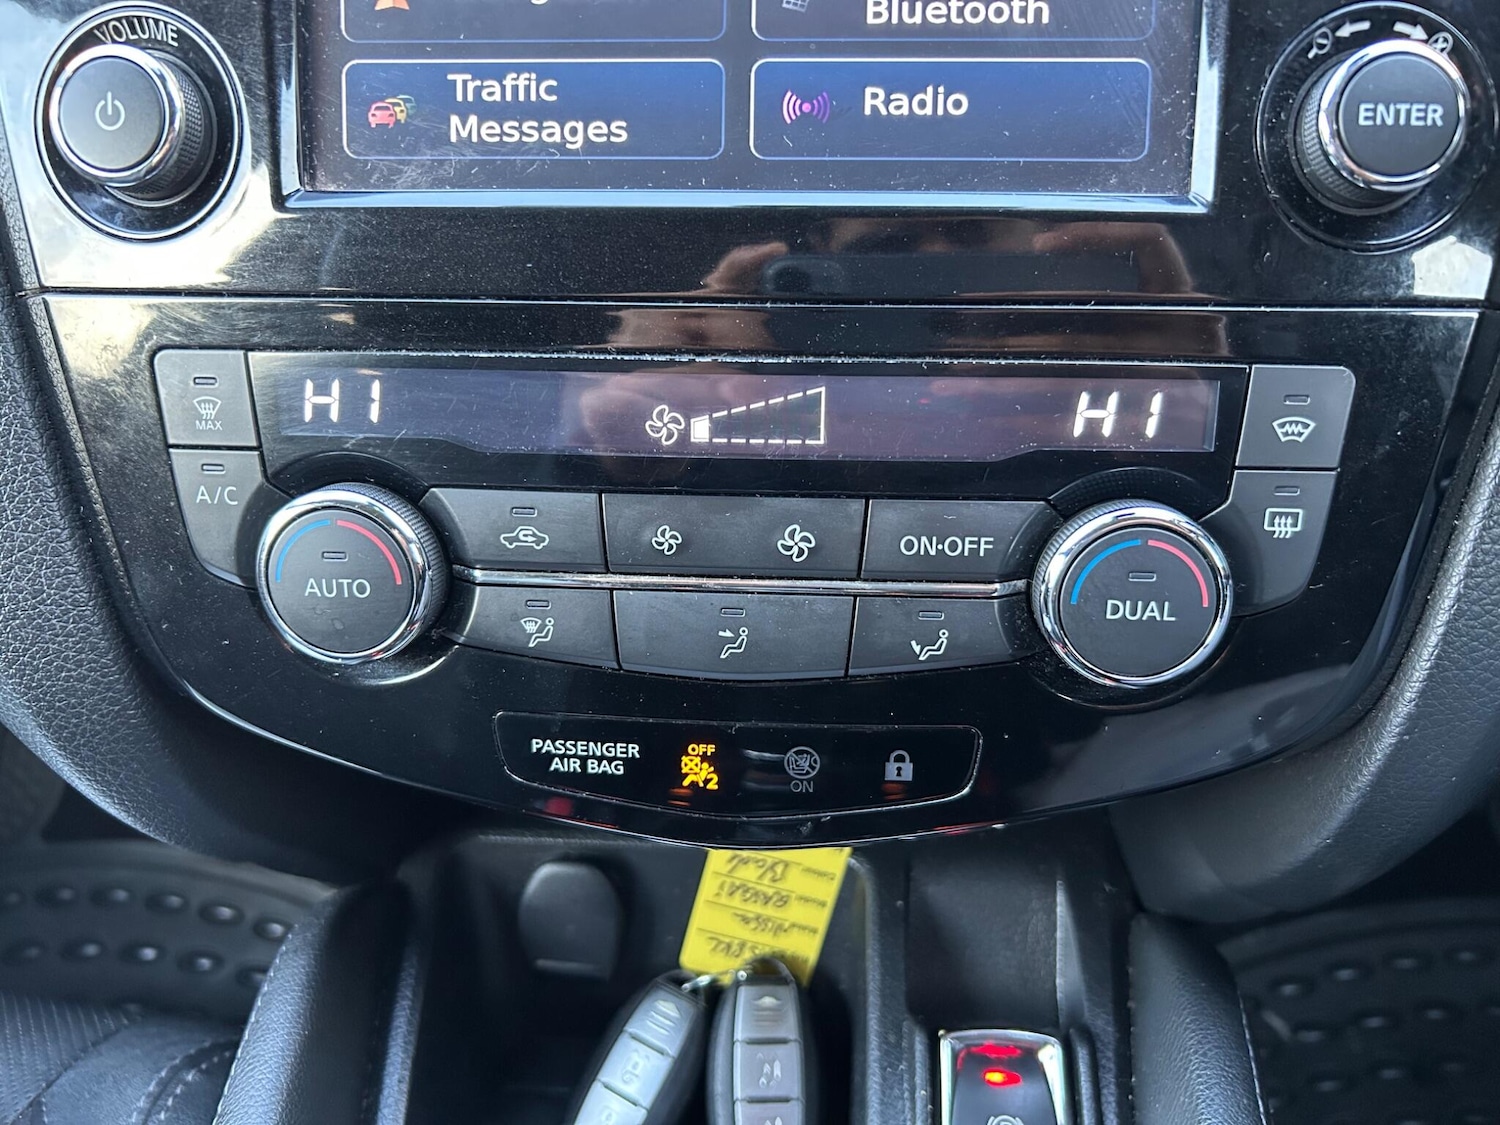 VOLUME
Bluetooth
Traffic
Messages
Radio
ENTER
HI
HI
MAX
A/C
AUTO
ON·OFF
DUAL
PASSENGER
AIR BAG
OFF
2
ON